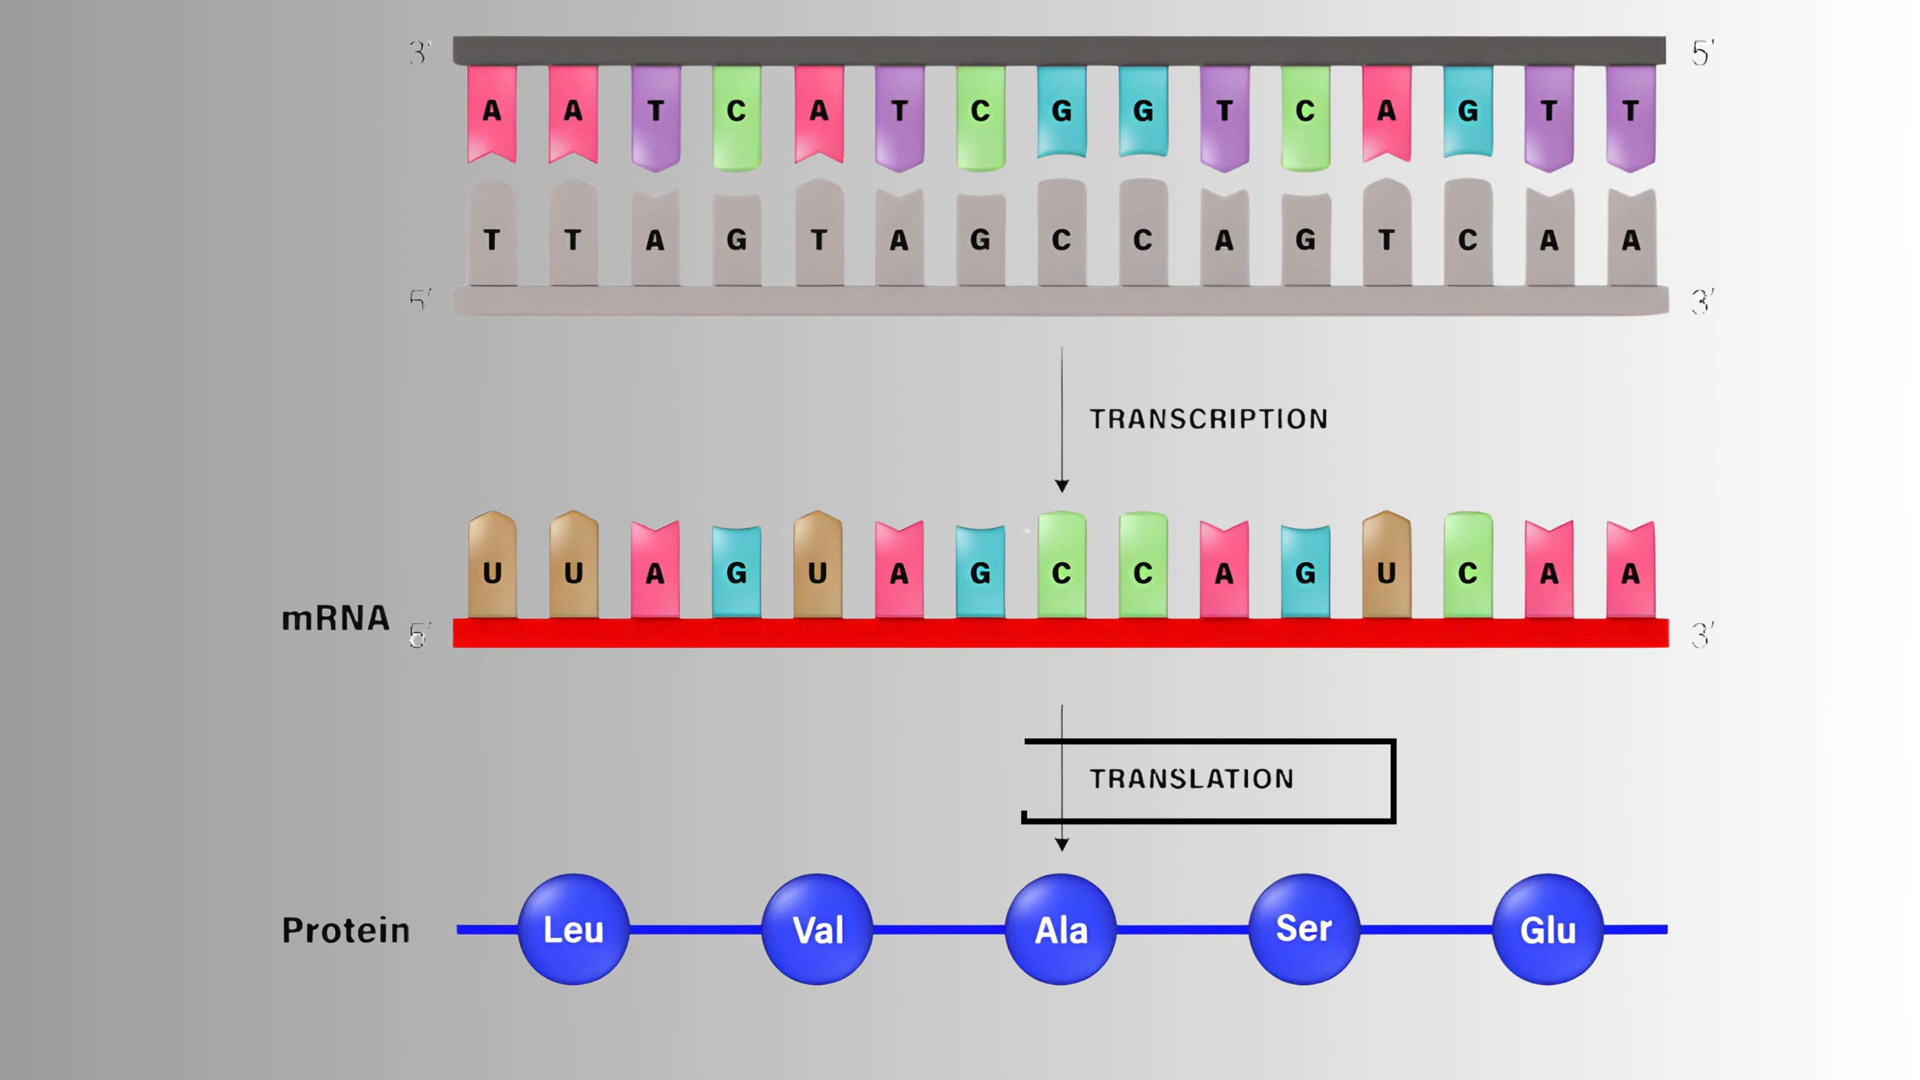 3' 5'
A A T C A T C G G T C A G T T
T T A G T A G C C A G T C A A
5' 3'
TRANSCRIPTION
U U A G U A G C C A G U C A A
mRNA 5' 3'
TRANSLATION
Leu Val Ala Ser Glu
Protein